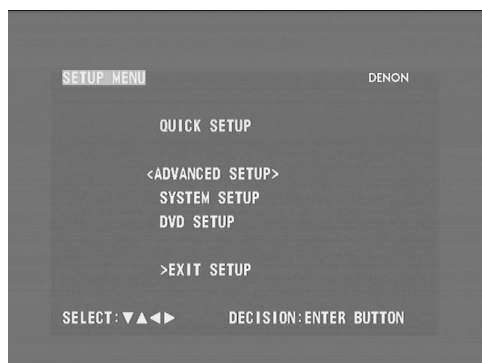 SETUP MENU DENON
QUICK SETUP
<ADVANCED SETUP>
SYSTEM SETUP
DVD SETUP
>EXIT SETUP
SELECT:▼▲◀▶ DECISION:ENTER BUTTON